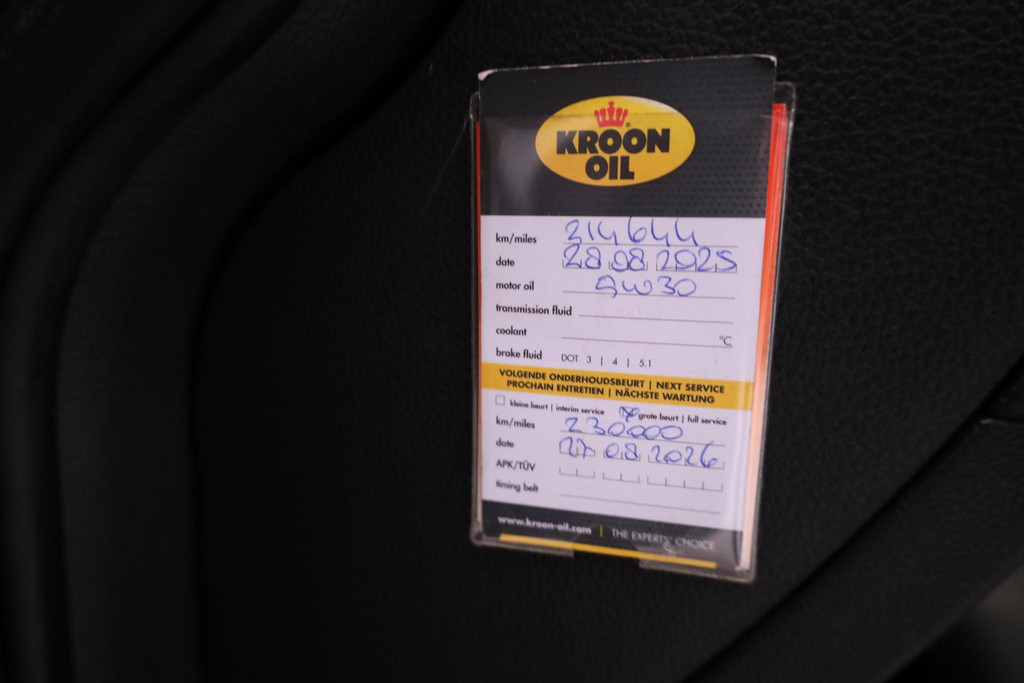 KROON
OIL
km/miles 214644
date 28 08 2025
motor oil 5W30
transmission fluid
coolant °C
brake fluid DOT 3 | 4 | 5.1
VOLGENDE ONDERHOUDSBEURT | NEXT SERVICE
PROCHAIN ENTRETIEN | NÄCHSTE WARTUNG
kleine beurt | interim service grote beurt | full service
km/miles 230000
date 27 08 2026
APK/TÜV
timing belt
www.kroon-oil.com | THE EXPERTS' CHOICE